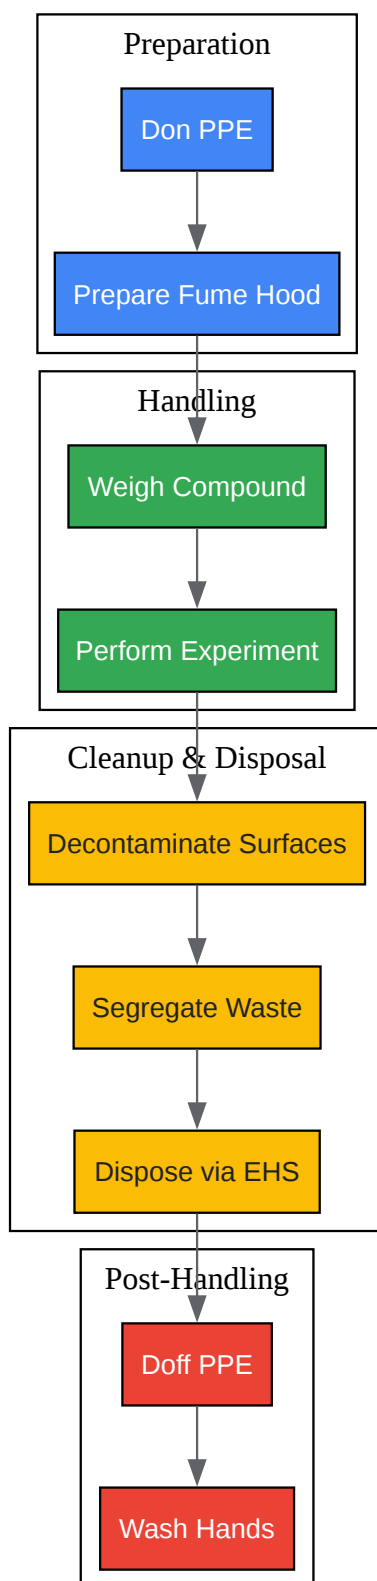 Preparation
Don PPE
Prepare Fume Hood
Handling
Weigh Compound
Perform Experiment
Cleanup & Disposal
Decontaminate Surfaces
Segregate Waste
Dispose via EHS
Post-Handling
Doff PPE
Wash Hands